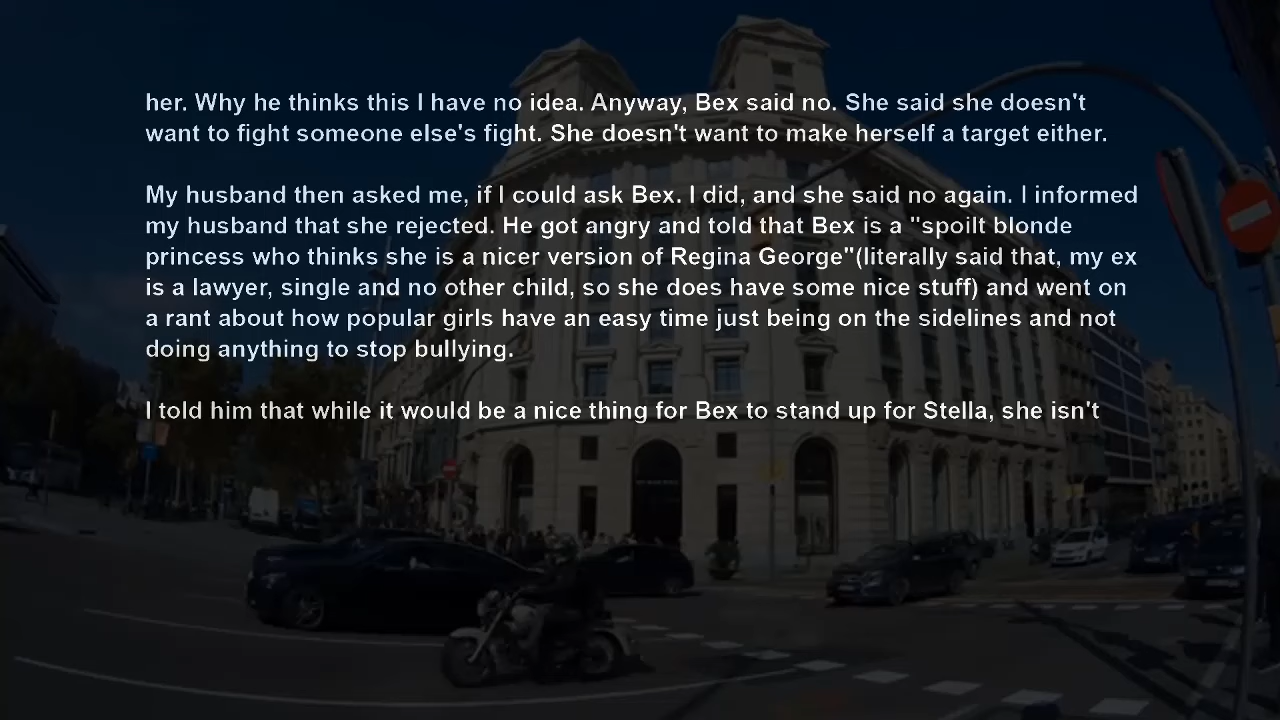 her. Why he thinks this I have no idea. Anyway, Bex said no. She said she doesn't
want to fight someone else's fight. She doesn't want to make herself a target either.
My husband then asked me, if I could ask Bex. I did, and she said no again. I informed
my husband that she rejected. He got angry and told that Bex is a "spoilt blonde
princess who thinks she is a nicer version of Regina George"(literally said that, my ex
is a lawyer, single and no other child, so she does have some nice stuff) and went on
a rant about how popular girls have an easy time just being on the sidelines and not
doing anything to stop bullying.
I told him that while it would be a nice thing for Bex to stand up for Stella, she isn't